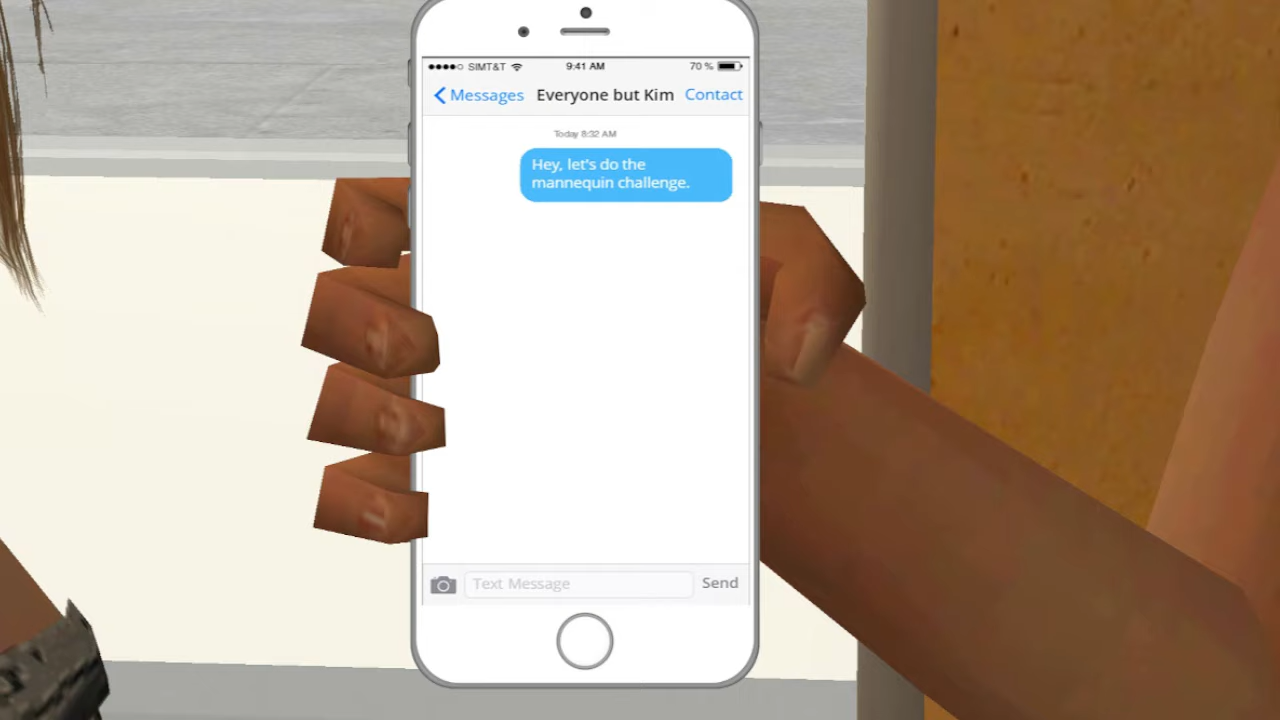 SIMT&T 9:41 AM 70 %
Messages Everyone but Kim Contact
Today 8:32 AM
Hey, let's do the
mannequin challenge.
Text Message Send